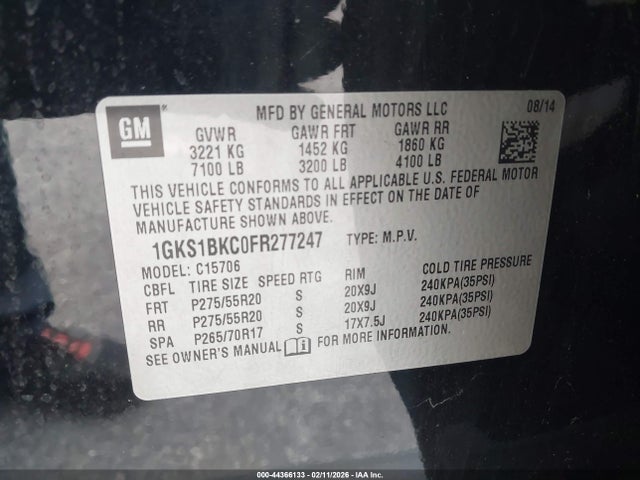 GM
MFD BY GENERAL MOTORS LLC 08/14
GVWR GAWR FRT GAWR RR
3221 KG 1452 KG 1860 KG
7100 LB 3200 LB 4100 LB
THIS VEHICLE CONFORMS TO ALL APPLICABLE U.S. FEDERAL MOTOR
VEHICLE SAFETY STANDARDS IN EFFECT ON THE DATE OF
MANUFACTURE SHOWN ABOVE.
1GKS1BKC0FR277247 TYPE: M.P.V.
MODEL: C15706
CBFL TIRE SIZE SPEED RTG RIM COLD TIRE PRESSURE
FRT P275/55R20 S 20X9J 240KPA(35PSI)
RR P275/55R20 S 20X9J 240KPA(35PSI)
SPA P265/70R17 S 17X7.5J 240KPA(35PSI)
SEE OWNER'S MANUAL FOR MORE INFORMATION.
000-44366133 - 02/11/2026 - IAA Inc.